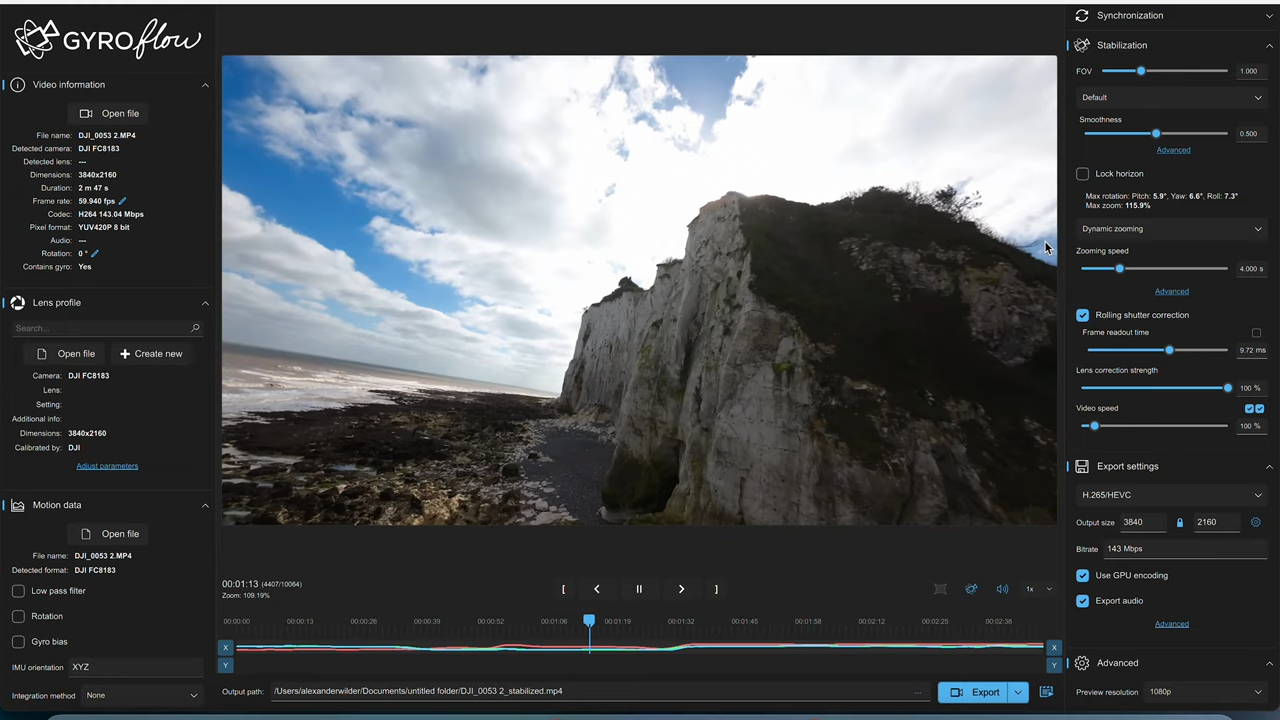 GYROflow
Video information
Open file
File name: DJI_0053 2.MP4
Detected camera: DJI FC8183
Detected lens: ---
Dimensions: 3840x2160
Duration: 2 m 47 s
Frame rate: 59.940 fps
Codec: H264 143.04 Mbps
Pixel format: YUV420P 8 bit
Audio: ---
Rotation: 0 °
Contains gyro: Yes
Lens profile
Search...
Open file
Create new
Camera: DJI FC8183
Lens:
Setting:
Additional info:
Dimensions: 3840x2160
Calibrated by: DJI
Adjust parameters
Motion data
Open file
File name: DJI_0053 2.MP4
Detected format: DJI FC8183
Low pass filter
Rotation
Gyro bias
IMU orientation XYZ
Integration method None
00:01:13 (4407/10064)
Zoom: 109.19%
[ ]
1x
00:00:00 00:00:13 00:00:26 00:00:39 00:00:52 00:01:06 00:01:19 00:01:32 00:01:45 00:01:58 00:02:12 00:02:25 00:02:38
X X
Y Y
Output path: /Users/alexanderwilder/Documents/untitled folder/DJI_0053 2_stabilized.mp4 ...
Export
Synchronization
Stabilization
FOV 1.000
Default
Smoothness
0.500
Advanced
Lock horizon
Max rotation: Pitch: 5.9°, Yaw: 6.6°, Roll: 7.3°
Max zoom: 115.9%
Dynamic zooming
Zooming speed
4.000 s
Advanced
Rolling shutter correction
Frame readout time
9.72 ms
Lens correction strength
100 %
Video speed
100 %
Export settings
H.265/HEVC
Output size 3840 2160
Bitrate 143 Mbps
Use GPU encoding
Export audio
Advanced
Advanced
Preview resolution 1080p